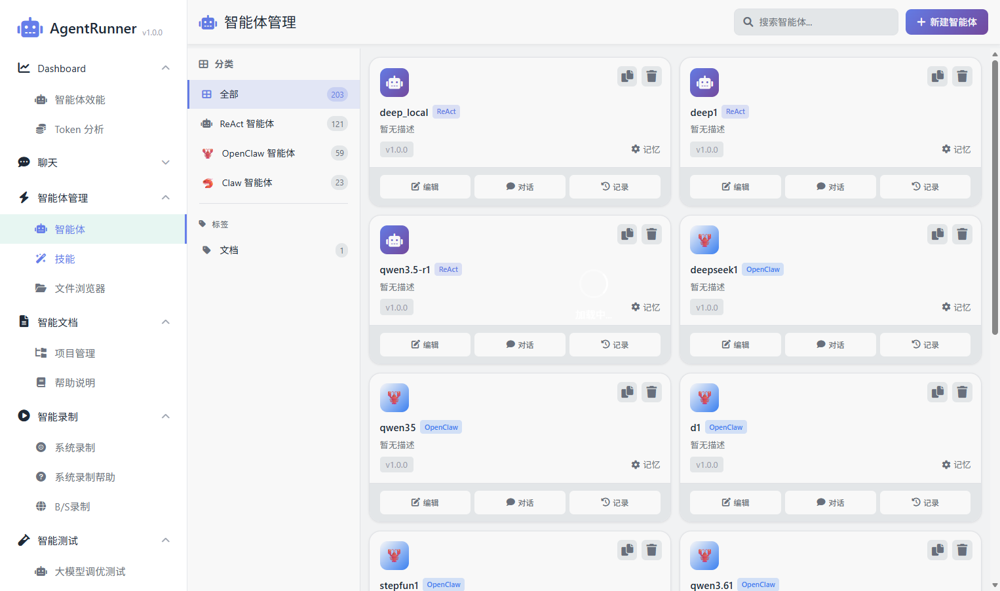 AgentRunner v1.0.0
Dashboard
智能体效能
Token 分析
聊天
智能体管理
智能体
技能
文件浏览器
智能文档
项目管理
帮助说明
智能录制
系统录制
系统录制帮助
B/S录制
智能测试
大模型调优测试
智能体管理
搜索智能体...
新建智能体
分类
全部 203
ReAct 智能体 121
OpenClaw 智能体 59
Claw 智能体 23
标签
文档 1
deep_local ReAct
暂无描述
v1.0.0 记忆
编辑 对话 记录
deep1 ReAct
暂无描述
v1.0.0 记忆
编辑 对话 记录
qwen3.5-r1 ReAct
暂无描述
v1.0.0 记忆
编辑 对话 记录
加载中...
deepseek1 OpenClaw
暂无描述
v1.0.0 记忆
编辑 对话 记录
qwen35 OpenClaw
暂无描述
v1.0.0 记忆
编辑 对话 记录
d1 OpenClaw
暂无描述
v1.0.0 记忆
编辑 对话 记录
stepfun1 OpenClaw
qwen3.61 OpenClaw